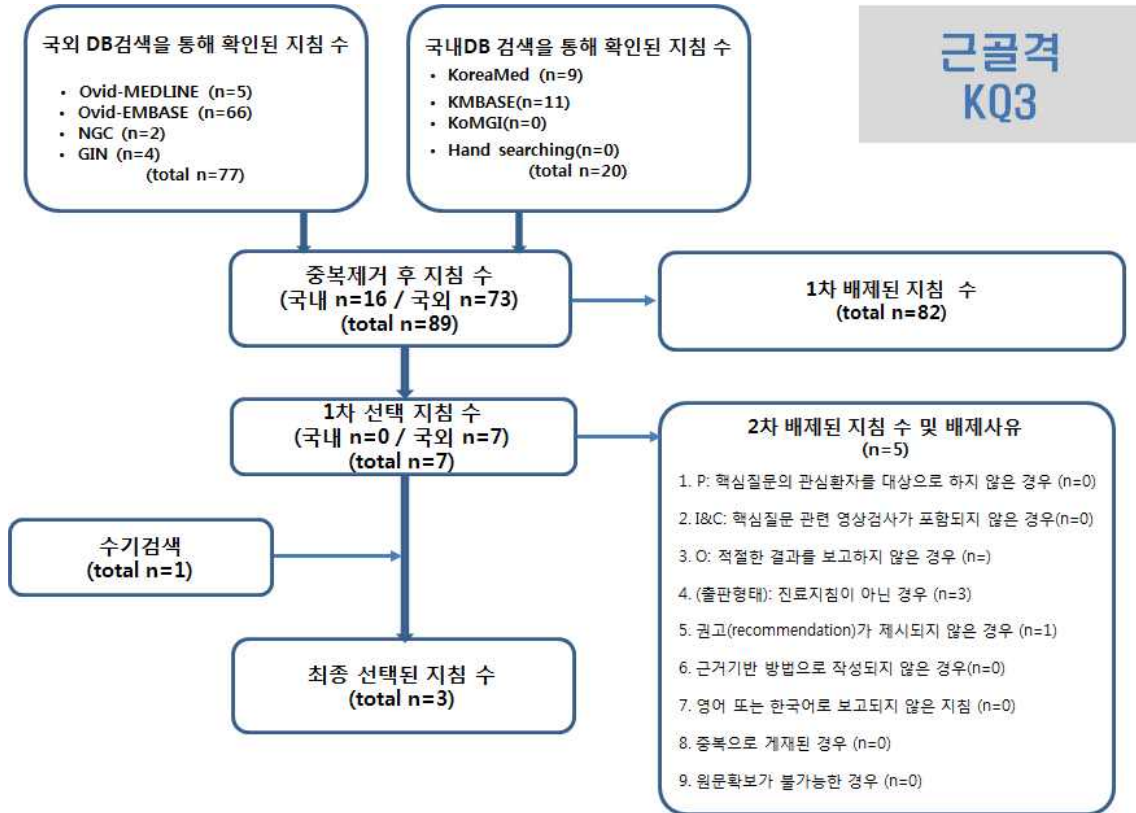 국외 DB검색을 통해 확인된 지침 수
• Ovid-MEDLINE (n=5)
• Ovid-EMBASE (n=66)
• NGC (n=2)
• GIN (n=4)
(total n=77)
국내DB 검색을 통해 확인된 지침 수
• KoreaMed (n=9)
• KMBASE(n=11)
• KoMGI(n=0)
• Hand searching(n=0)
(total n=20)
근골격
KQ3
중복제거 후 지침 수
(국내 n=16 / 국외 n=73)
(total n=89)
1차 배제된 지침 수
(total n=82)
1차 선택 지침 수
(국내 n=0 / 국외 n=7)
(total n=7)
2차 배제된 지침 수 및 배제사유
(n=5)
1. P: 핵심질문의 관심환자를 대상으로 하지 않은 경우 (n=0)
2. I&C: 핵심질문 관련 영상검사가 포함되지 않은 경우(n=0)
3. O: 적절한 결과를 보고하지 않은 경우 (n=)
4. (출판형태): 진료지침이 아닌 경우 (n=3)
5. 권고(recommendation)가 제시되지 않은 경우 (n=1)
6. 근거기반 방법으로 작성되지 않은 경우(n=0)
7. 영어 또는 한국어로 보고되지 않은 지침 (n=0)
8. 중복으로 게재된 경우 (n=0)
9. 원문확보가 불가능한 경우 (n=0)
수기검색
(total n=1)
최종 선택된 지침 수
(total n=3)